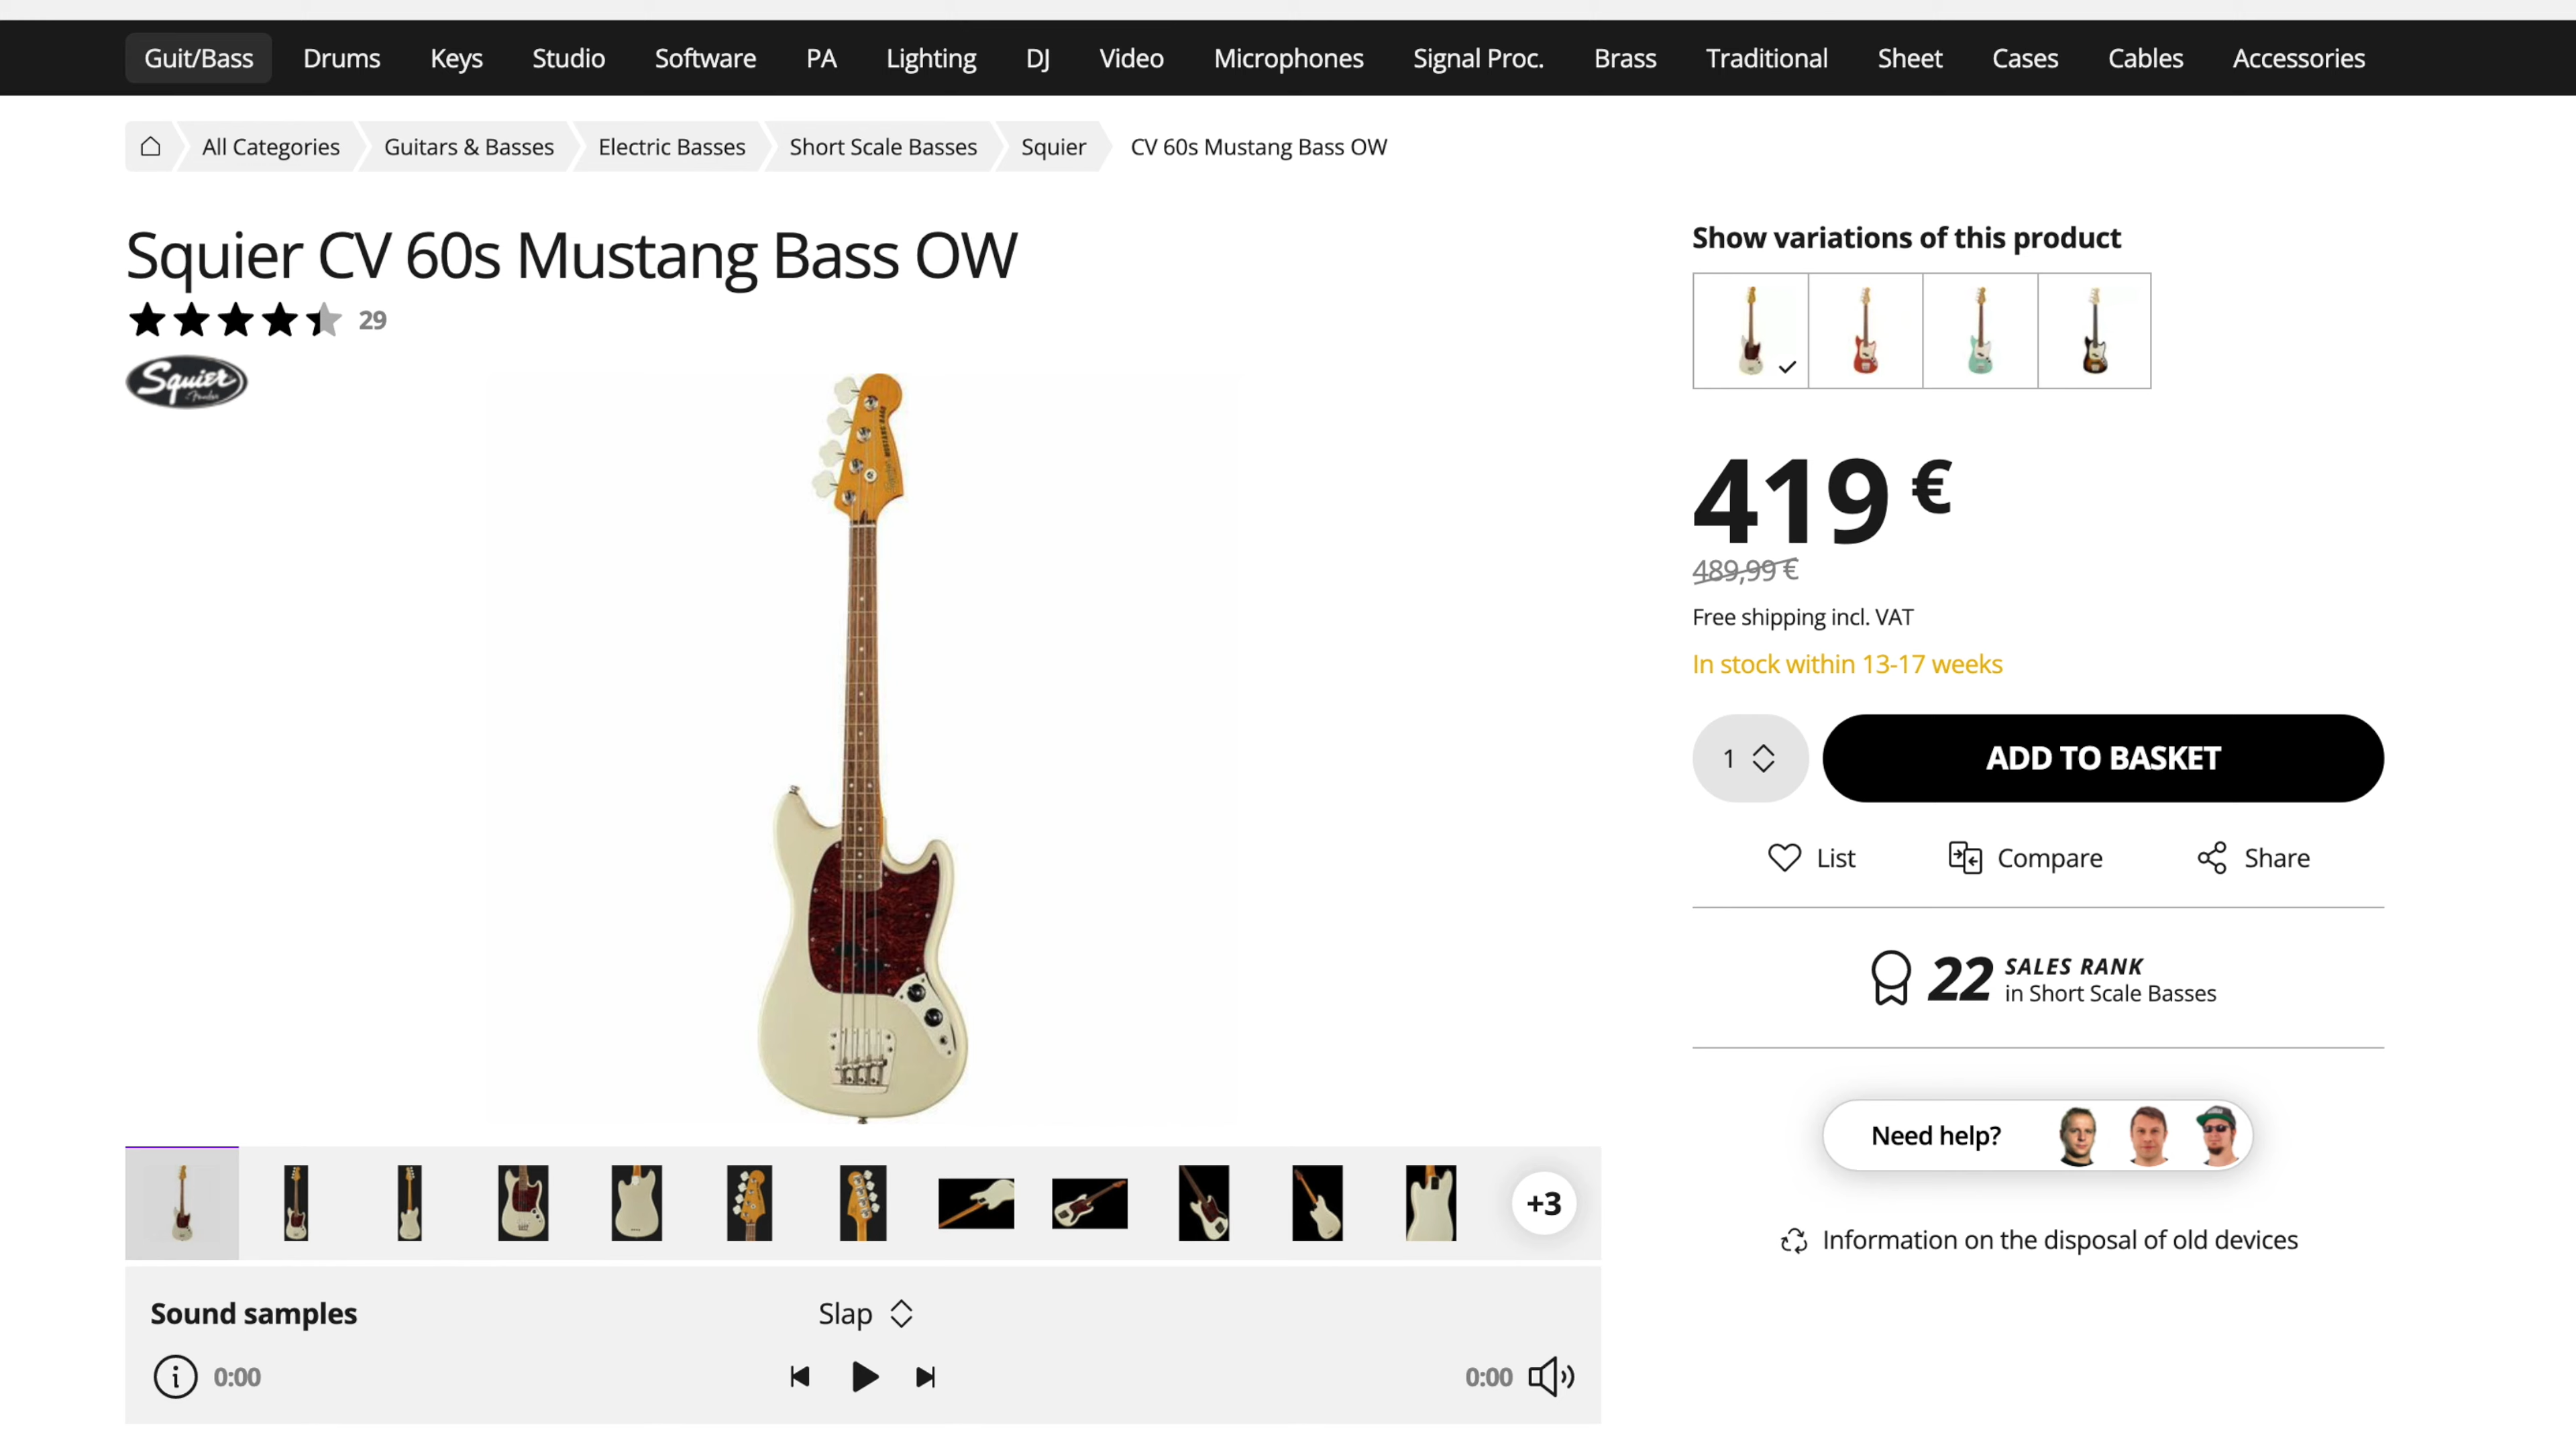 Guit/Bass Drums Keys Studio Software PA Lighting DJ Video Microphones Signal Proc. Brass Traditional Sheet Cases Cables Accessories
All Categories Guitars & Basses Electric Basses Short Scale Basses Squier CV 60s Mustang Bass OW
Squier CV 60s Mustang Bass OW
29
Squier
Fender
Show variations of this product
419 €
489,99 €
Free shipping incl. VAT
In stock within 13-17 weeks
1
ADD TO BASKET
List Compare Share
22 SALES RANK
in Short Scale Basses
Need help?
Information on the disposal of old devices
+3
Sound samples Slap
0:00 0:00